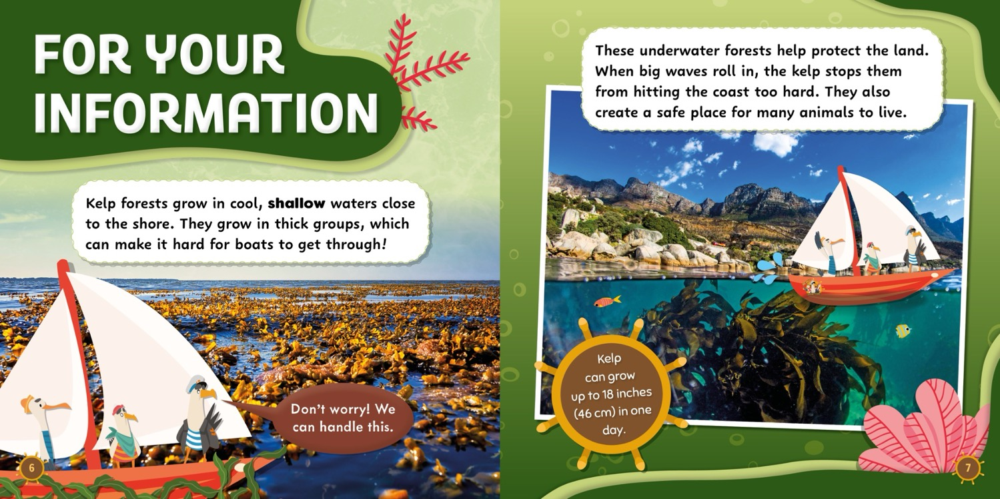 FOR YOUR
INFORMATION
Kelp forests grow in cool, shallow waters close
to the shore. They grow in thick groups, which
can make it hard for boats to get through!
Don't worry! We
can handle this.
6
These underwater forests help protect the land.
When big waves roll in, the kelp stops them
from hitting the coast too hard. They also
create a safe place for many animals to live.
Kelp
can grow
up to 18 inches
(46 cm) in one
day.
7